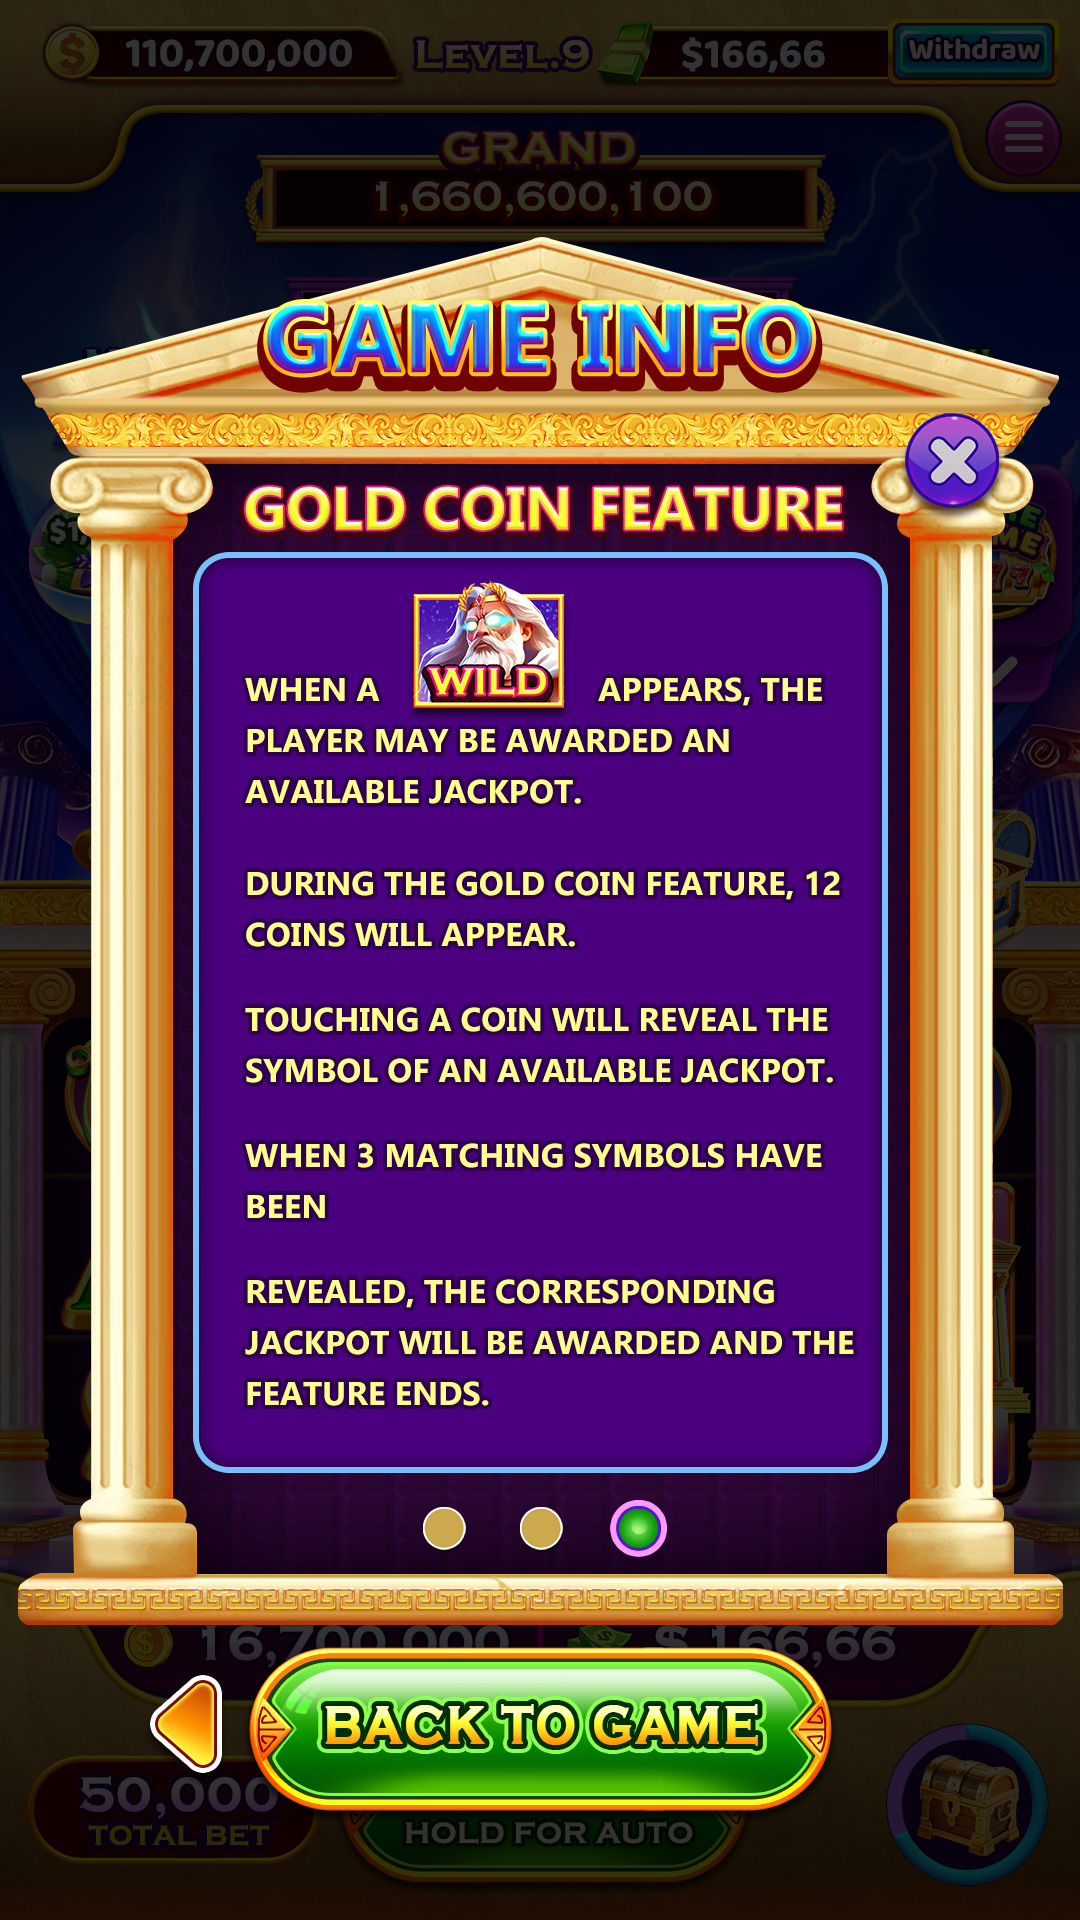 110,700,000
LEVEL.9
$166,66
Withdraw
GRAND
1,660,600,100
GAME INFO
GOLD COIN FEATURE
WILD
WHEN A APPEARS, THE
PLAYER MAY BE AWARDED AN
AVAILABLE JACKPOT.
DURING THE GOLD COIN FEATURE, 12
COINS WILL APPEAR.
TOUCHING A COIN WILL REVEAL THE
SYMBOL OF AN AVAILABLE JACKPOT.
WHEN 3 MATCHING SYMBOLS HAVE
BEEN
REVEALED, THE CORRESPONDING
JACKPOT WILL BE AWARDED AND THE
FEATURE ENDS.
16,700,000
$ 166,66
BACK TO GAME
50,000
TOTAL BET
HOLD FOR AUTO